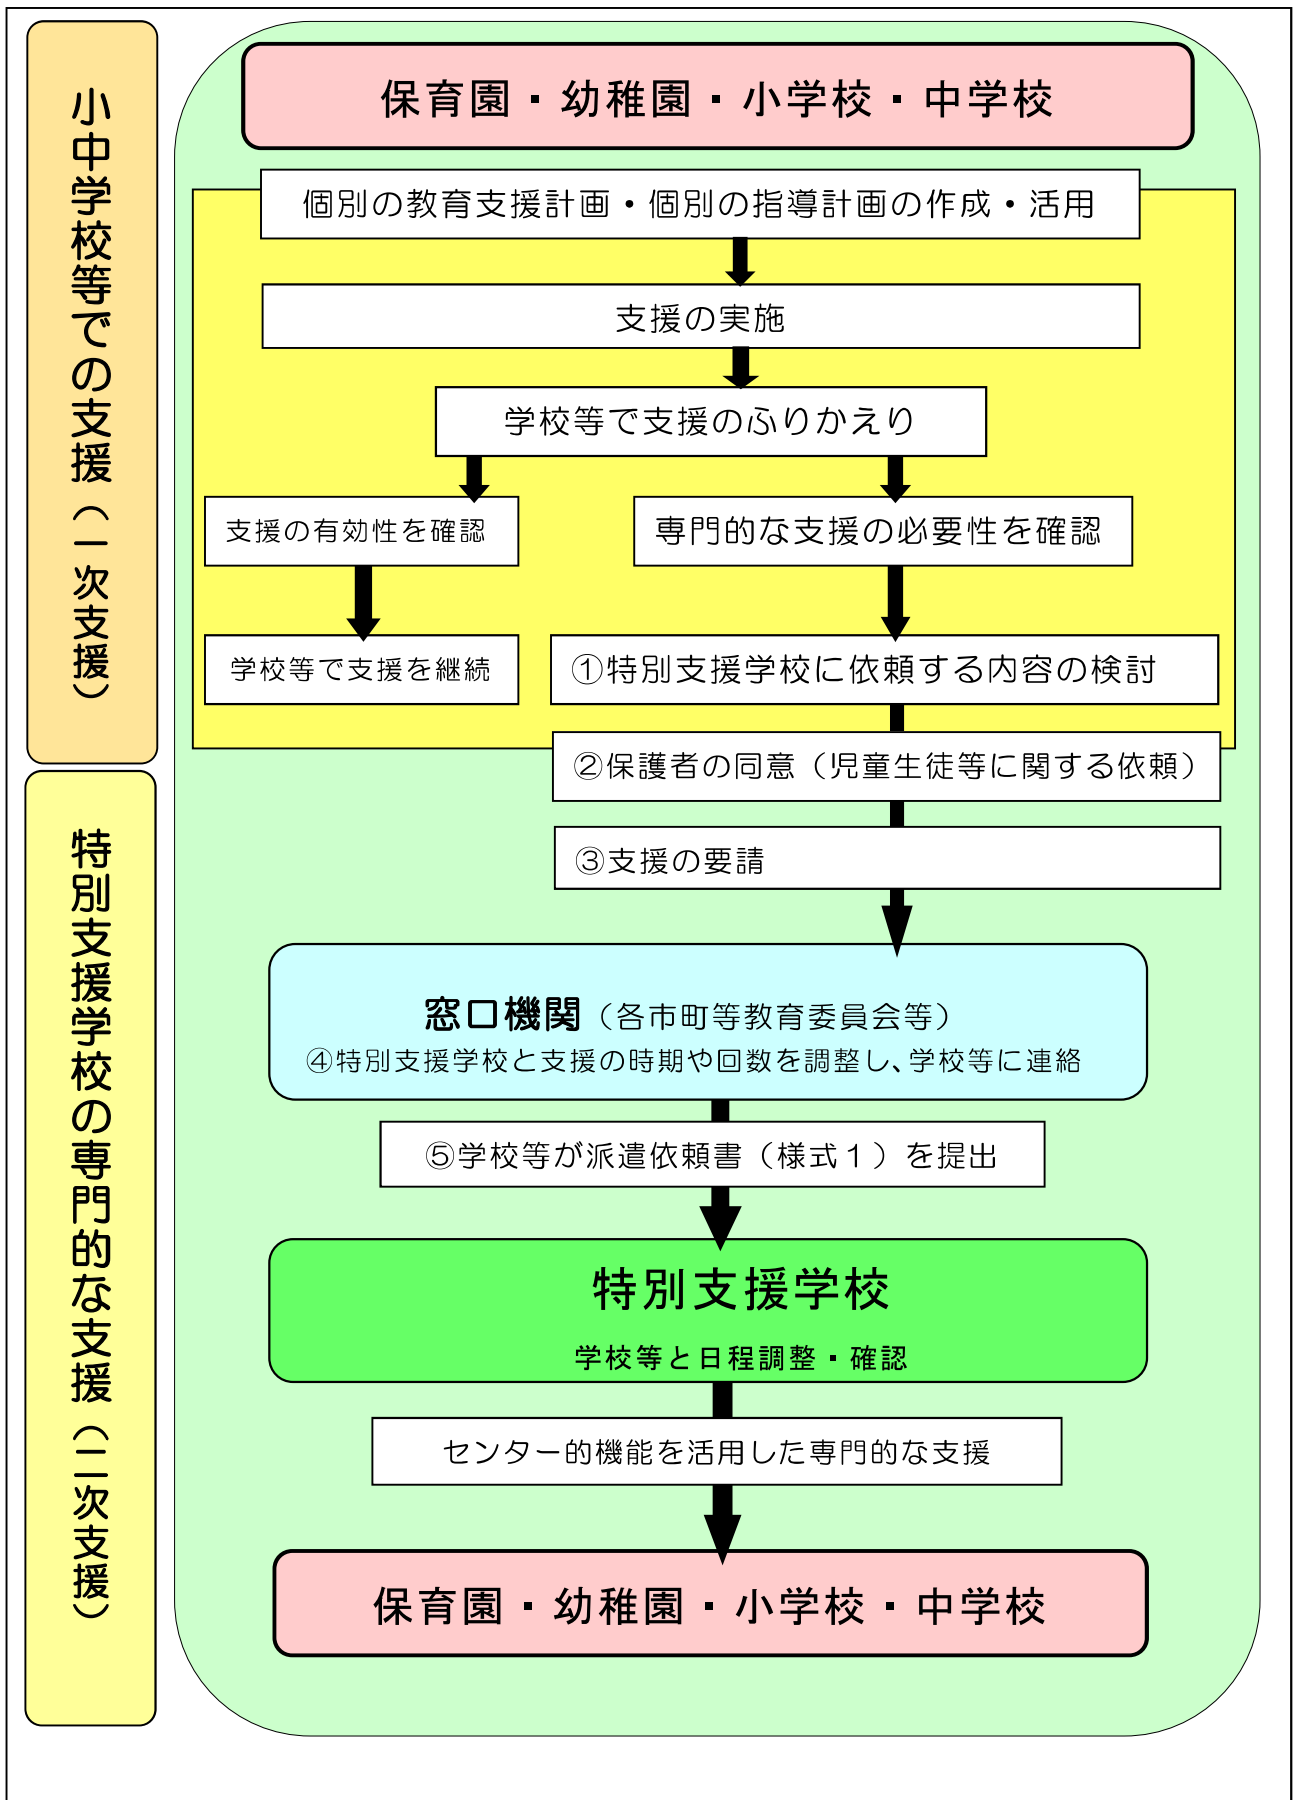 小中学校等での支援（一次支援）
特別支援学校の専門的な支援（二次支援）
保育園・幼稚園・小学校・中学校
個別の教育支援計画・個別の指導計画の作成・活用
支援の実施
学校等で支援のふりかえり
支援の有効性を確認
専門的な支援の必要性を確認
学校等で支援を継続
①特別支援学校に依頼する内容の検討
②保護者の同意（児童生徒等に関する依頼）
③支援の要請
窓口機関（各市町等教育委員会等）
④特別支援学校と支援の時期や回数を調整し、学校等に連絡
⑤学校等が派遣依頼書（様式１）を提出
特別支援学校
学校等と日程調整・確認
センター的機能を活用した専門的な支援
保育園・幼稚園・小学校・中学校